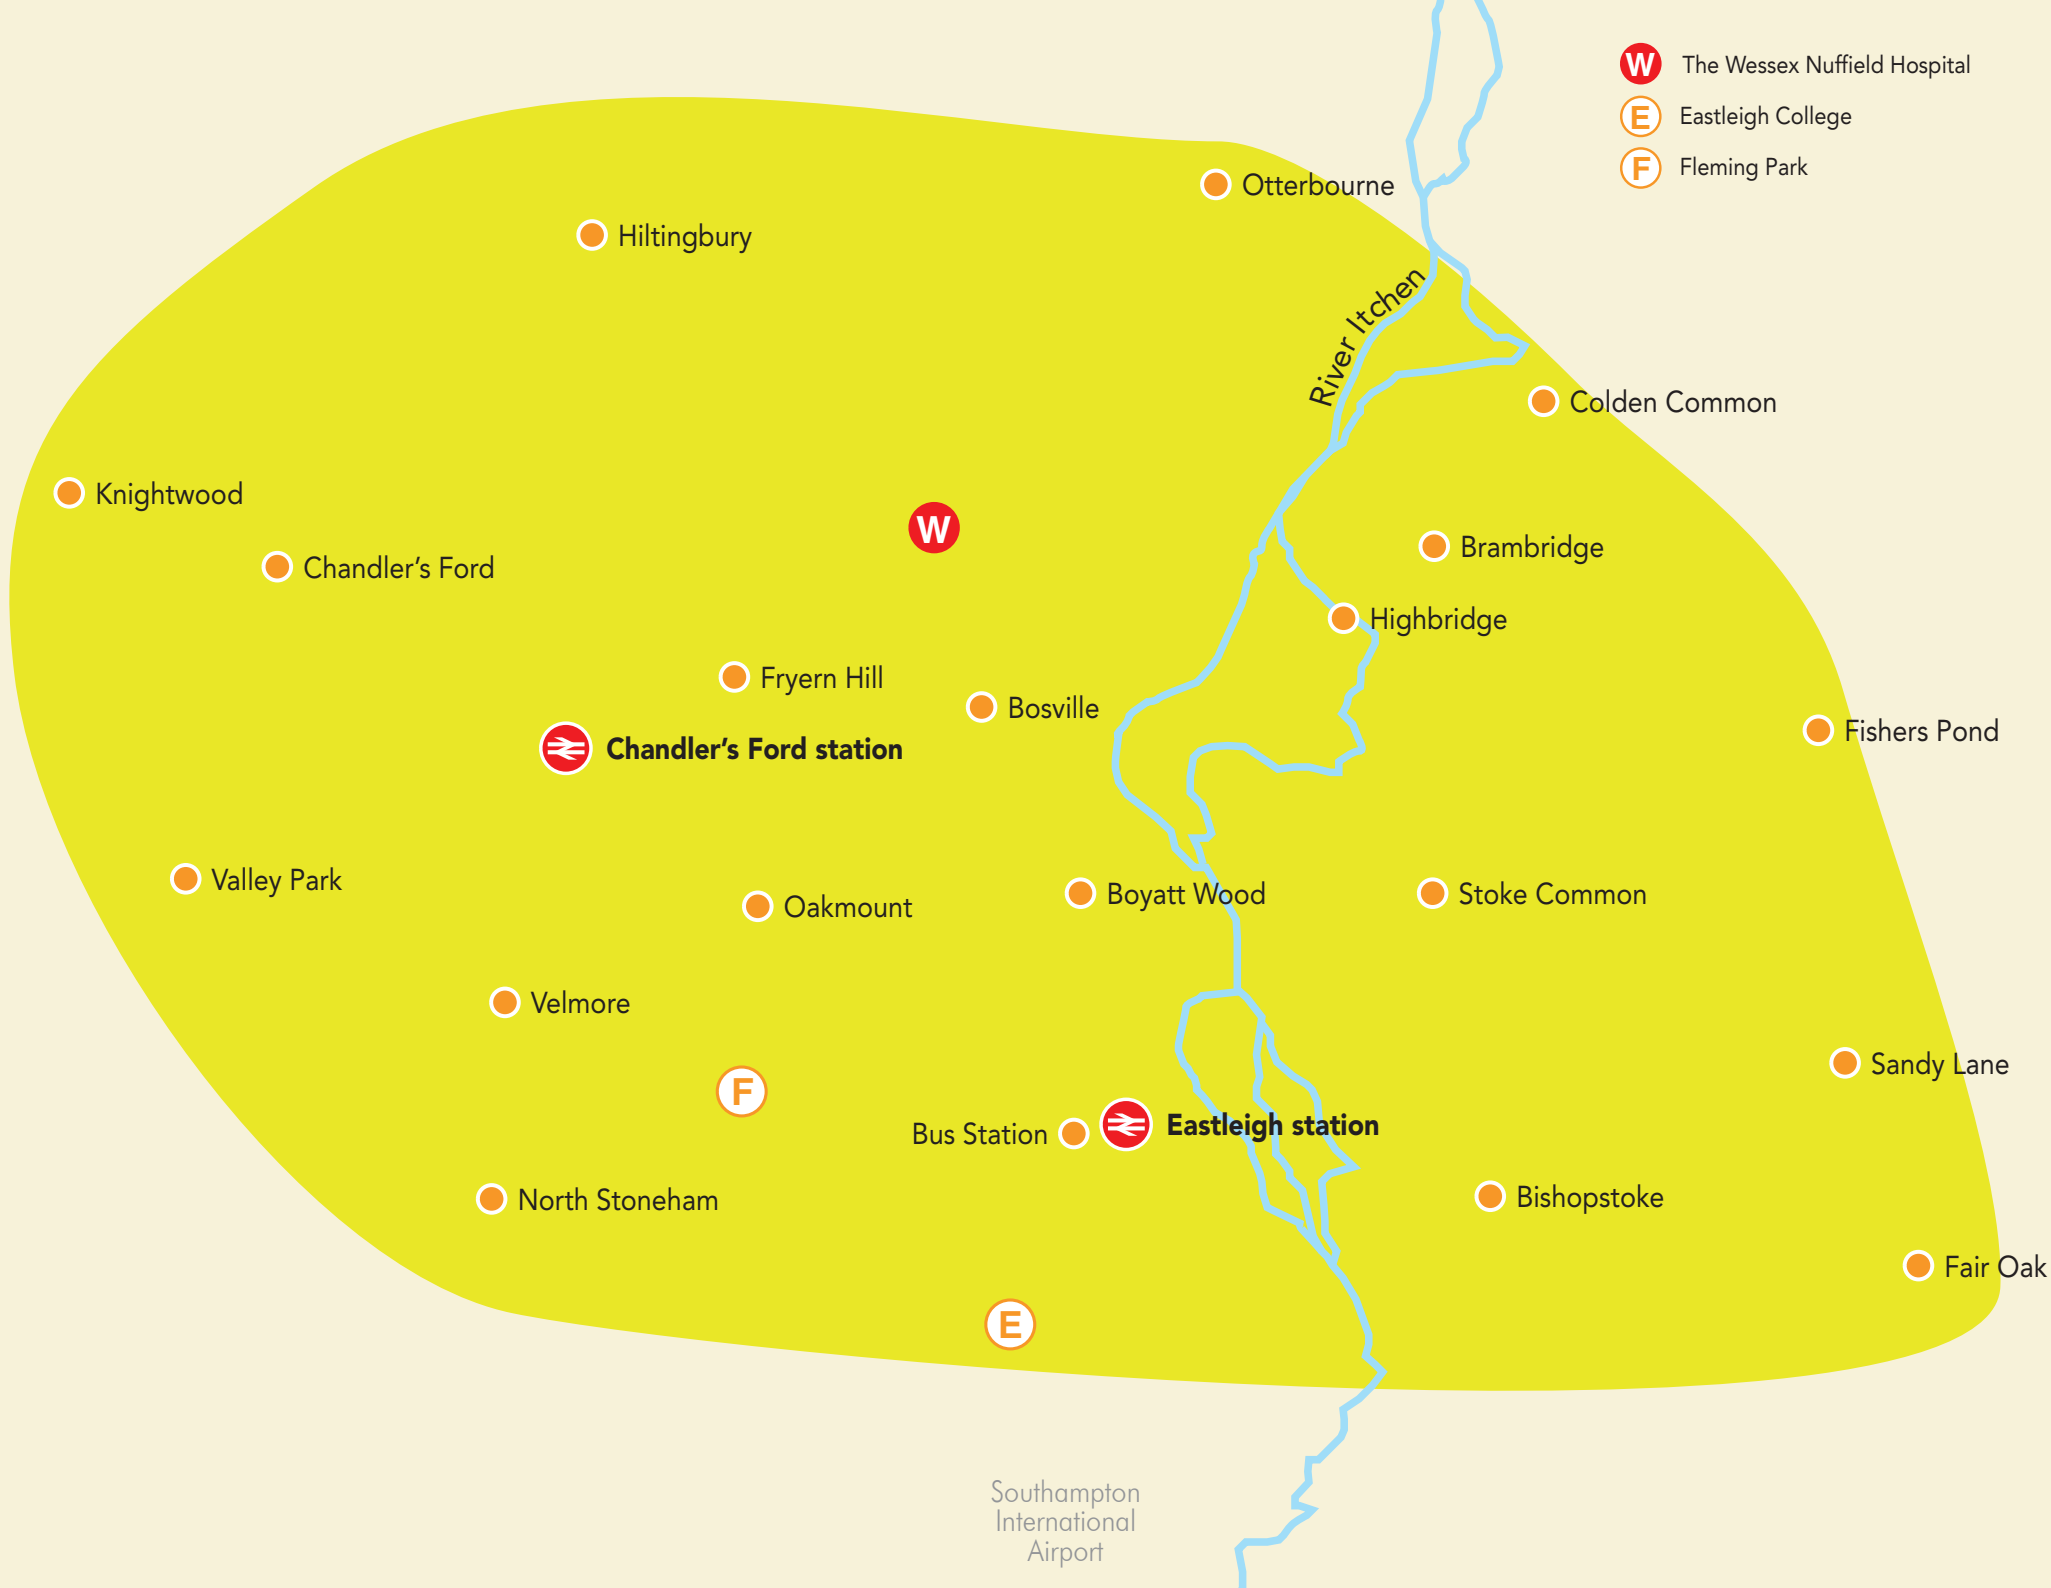 W The Wessex Nuffield Hospital
E Eastleigh College
F Fleming Park
Otterbourne
Hiltingbury
River Itchen
Colden Common
Knightwood
W
Brambridge
Chandler’s Ford
Highbridge
Fryern Hill
Bosville
Fishers Pond
Chandler’s Ford station
Valley Park
Boyatt Wood
Stoke Common
Oakmount
Velmore
Sandy Lane
F
Eastleigh station
Bus Station
Bishopstoke
North Stoneham
Fair Oak
E
Southampton
International
Airport